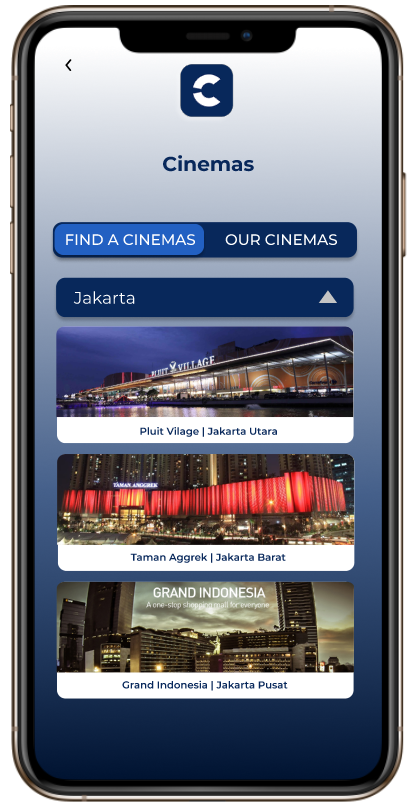 Cinemas
FIND A CINEMAS OUR CINEMAS
Jakarta
PLUIT VILLAGE
Pluit Vilage | Jakarta Utara
TAMAN ANGGREK
Taman Aggrek | Jakarta Barat
GRAND INDONESIA
A one-stop shopping mall for everyone
Grand Indonesia | Jakarta Pusat